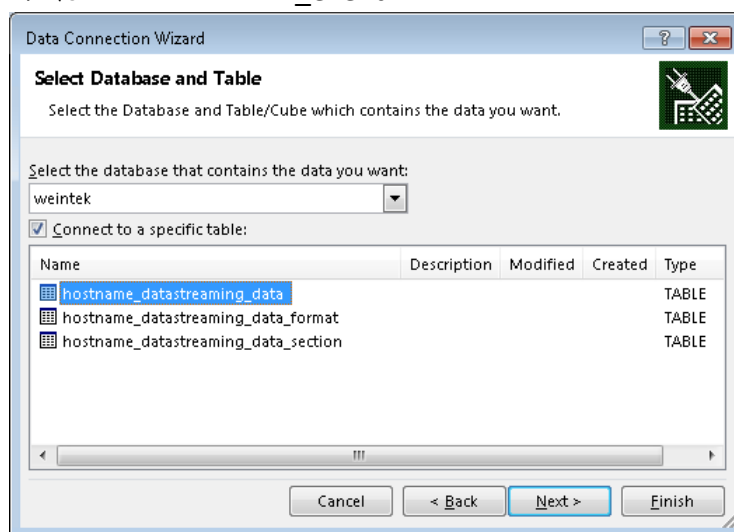 Data Connection Wizard
Select Database and Table
Select the Database and Table/Cube which contains the data you want.
Select the database that contains the data you want:
weintek
Connect to a specific table:
Name Description Modified Created Type
hostname_datastreaming_data TABLE
hostname_datastreaming_data_format TABLE
hostname_datastreaming_data_section TABLE
Cancel < Back Next > Finish